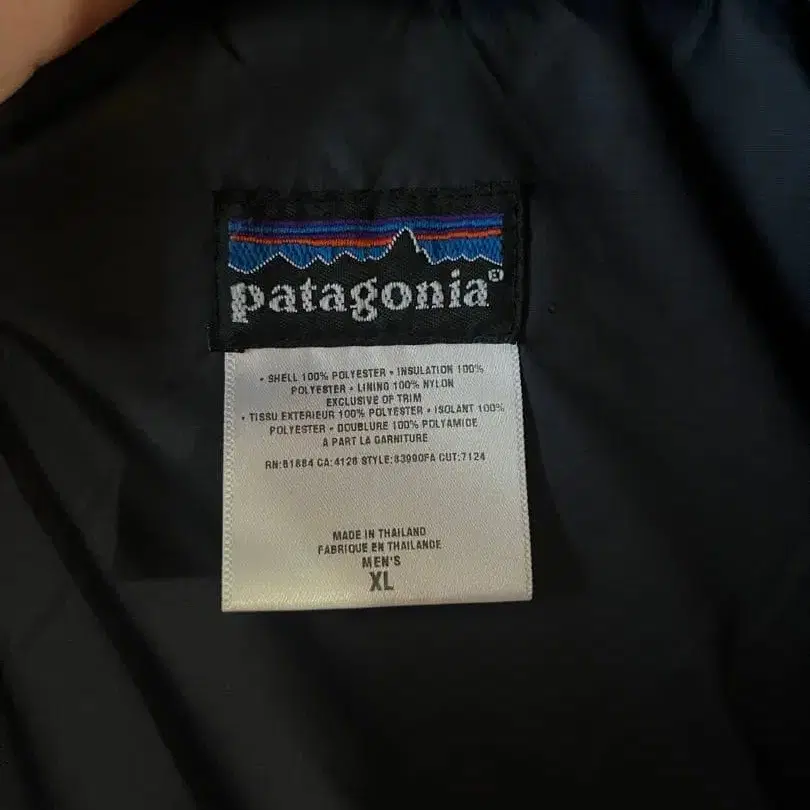 patagonia®
• SHELL 100% POLYESTER • INSULATION 100%
POLYESTER • LINING 100% NYLON
EXCLUSIVE OF TRIM
• TISSU EXTERIEUR 100% POLYESTER • ISOLANT 100%
POLYESTER • DOUBLURE 100% POLYAMIDE
A PART LA GARNITURE
RN:51884 CA:4128 STYLE:83990FA CUT:7124
MADE IN THAILAND
FABRIQUE EN THAILANDE
MEN'S
XL